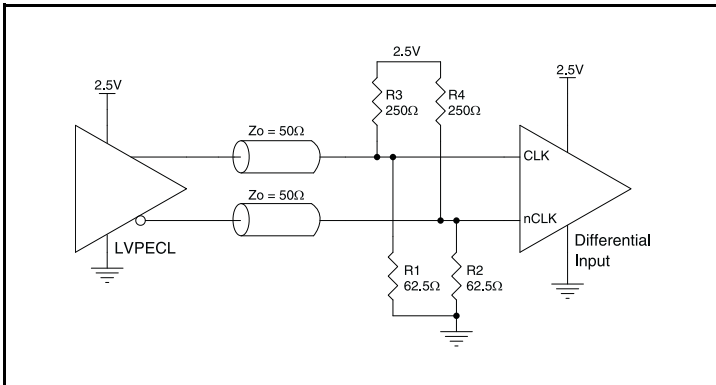 2.5V
2.5V
2.5V
R3
250Ω
R4
250Ω
Zo = 50Ω
CLK
Zo = 50Ω
nCLK
LVPECL
Differential
Input
R1
62.5Ω
R2
62.5Ω